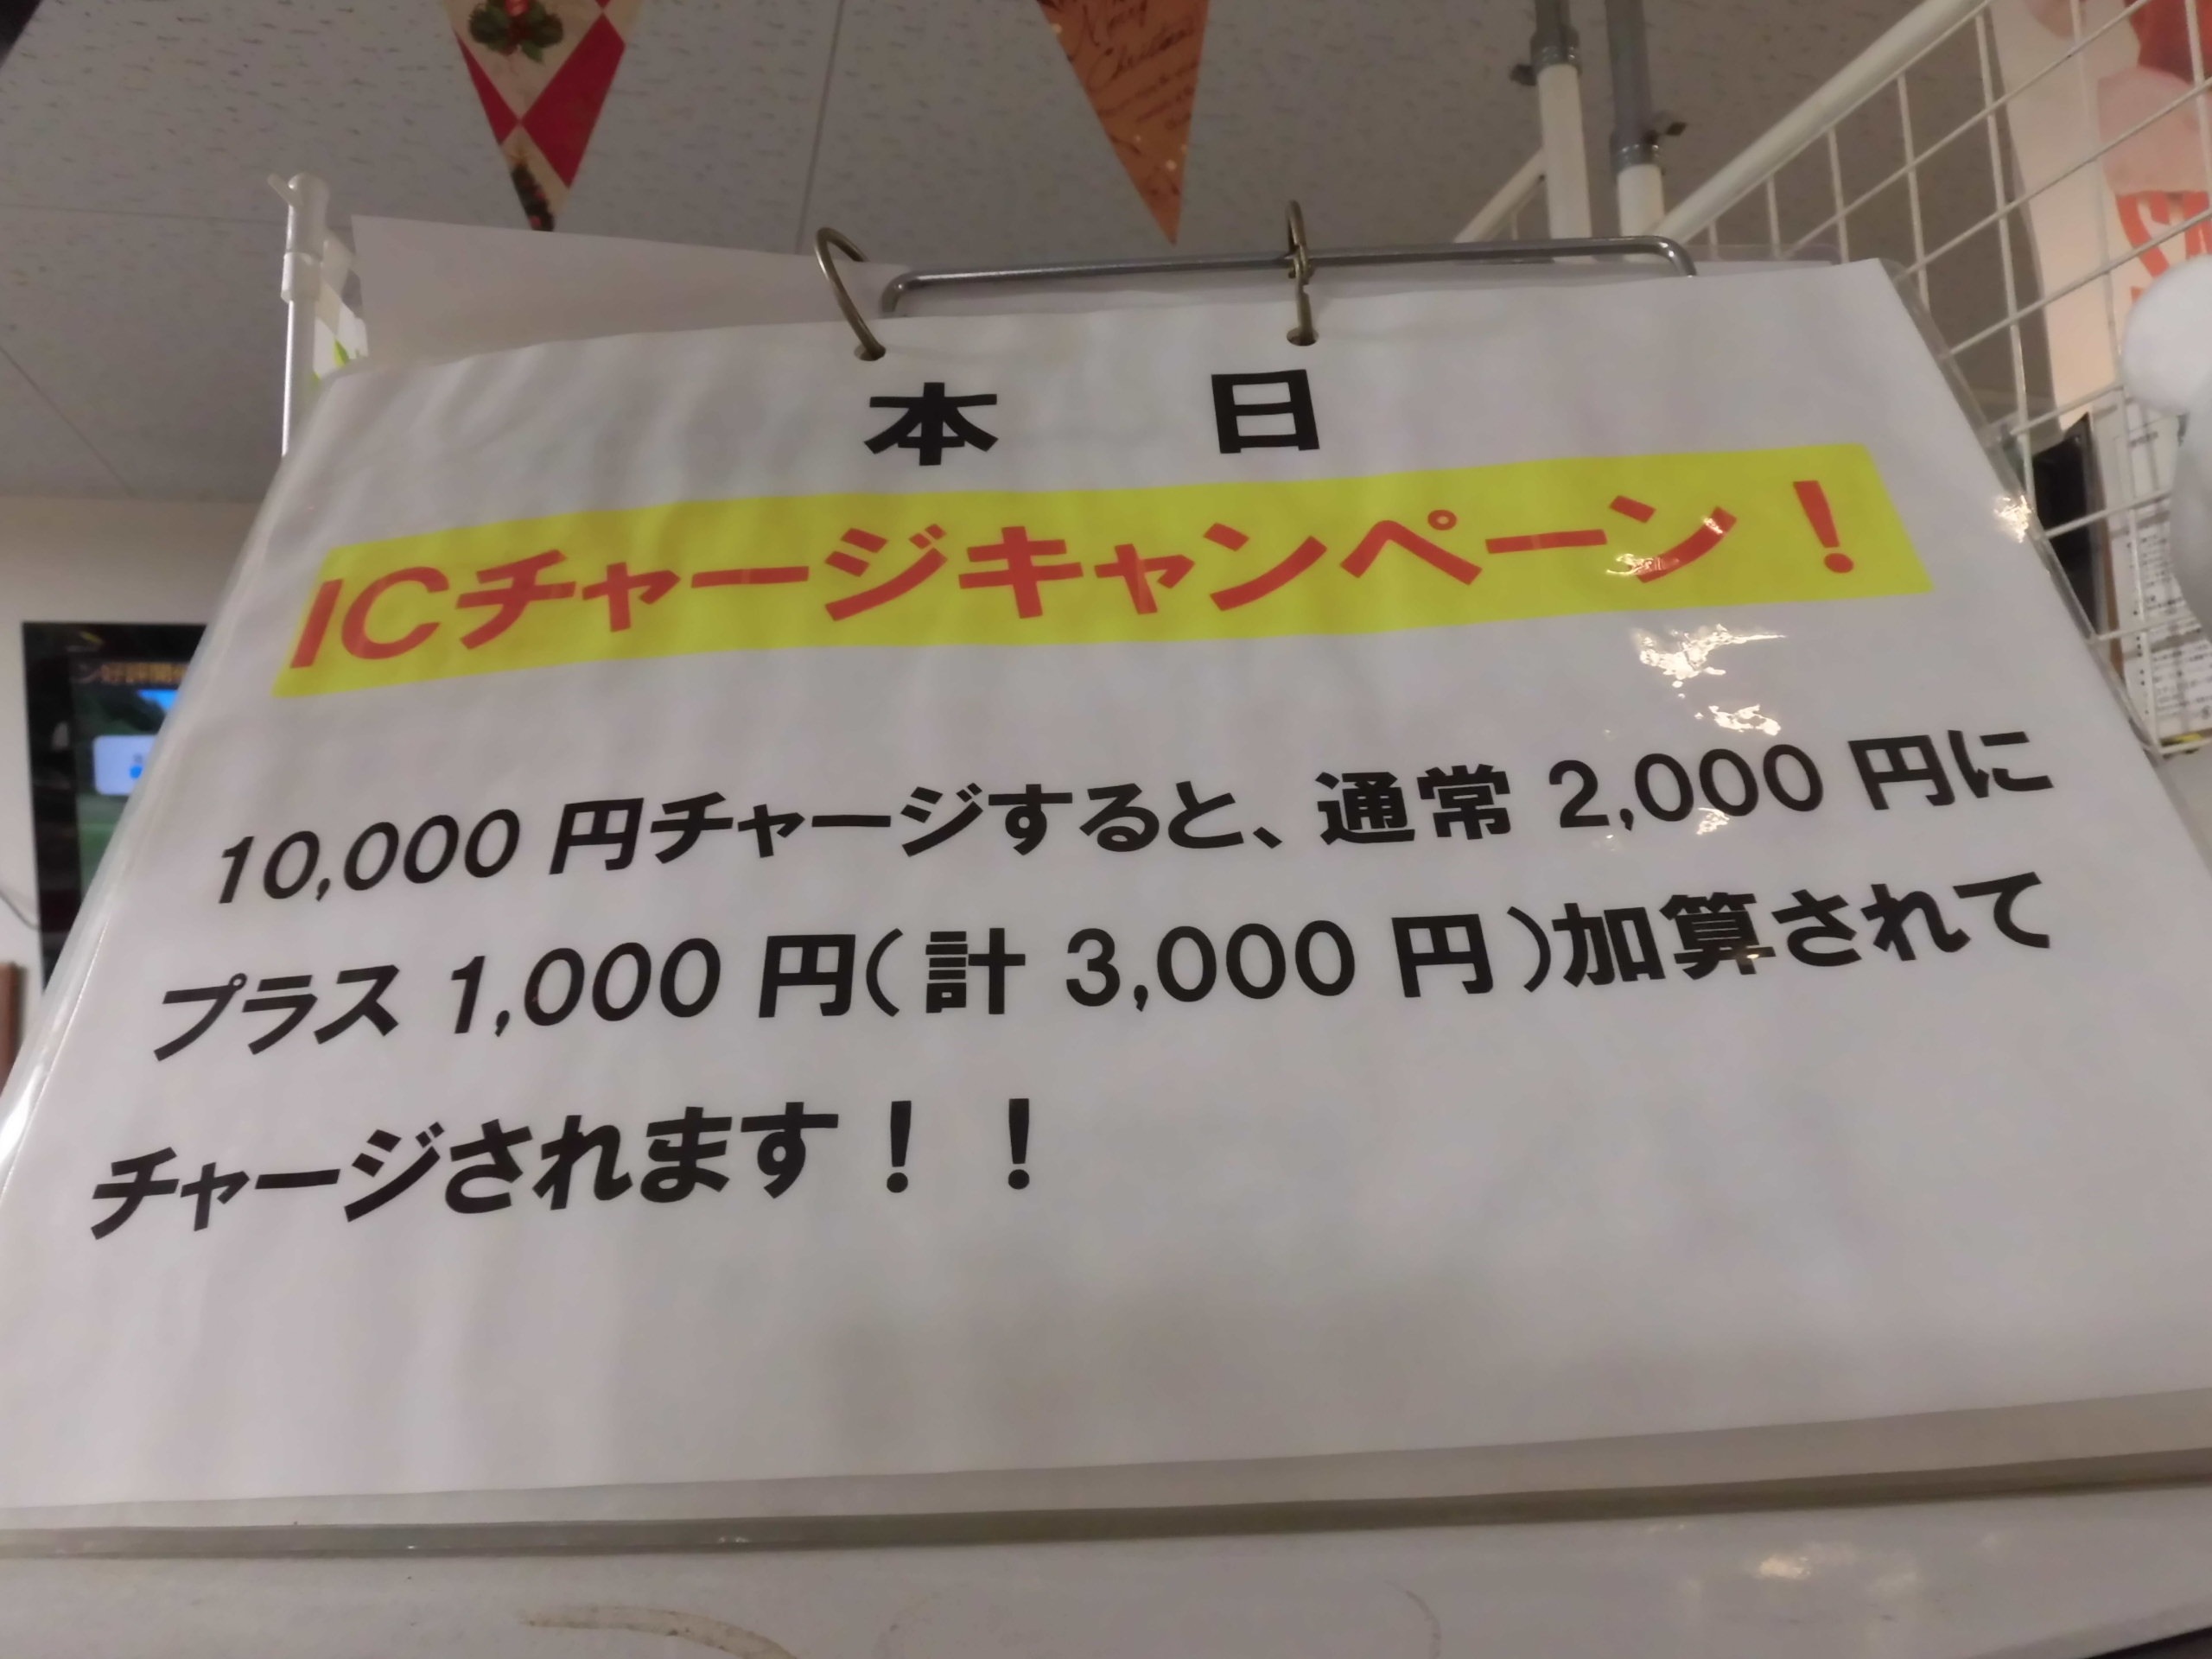 本　日
ICチャージキャンペーン！
10,000 円チャージすると、通常 2,000 円に
プラス 1,000 円（計 3,000 円）加算されて
チャージされます！！